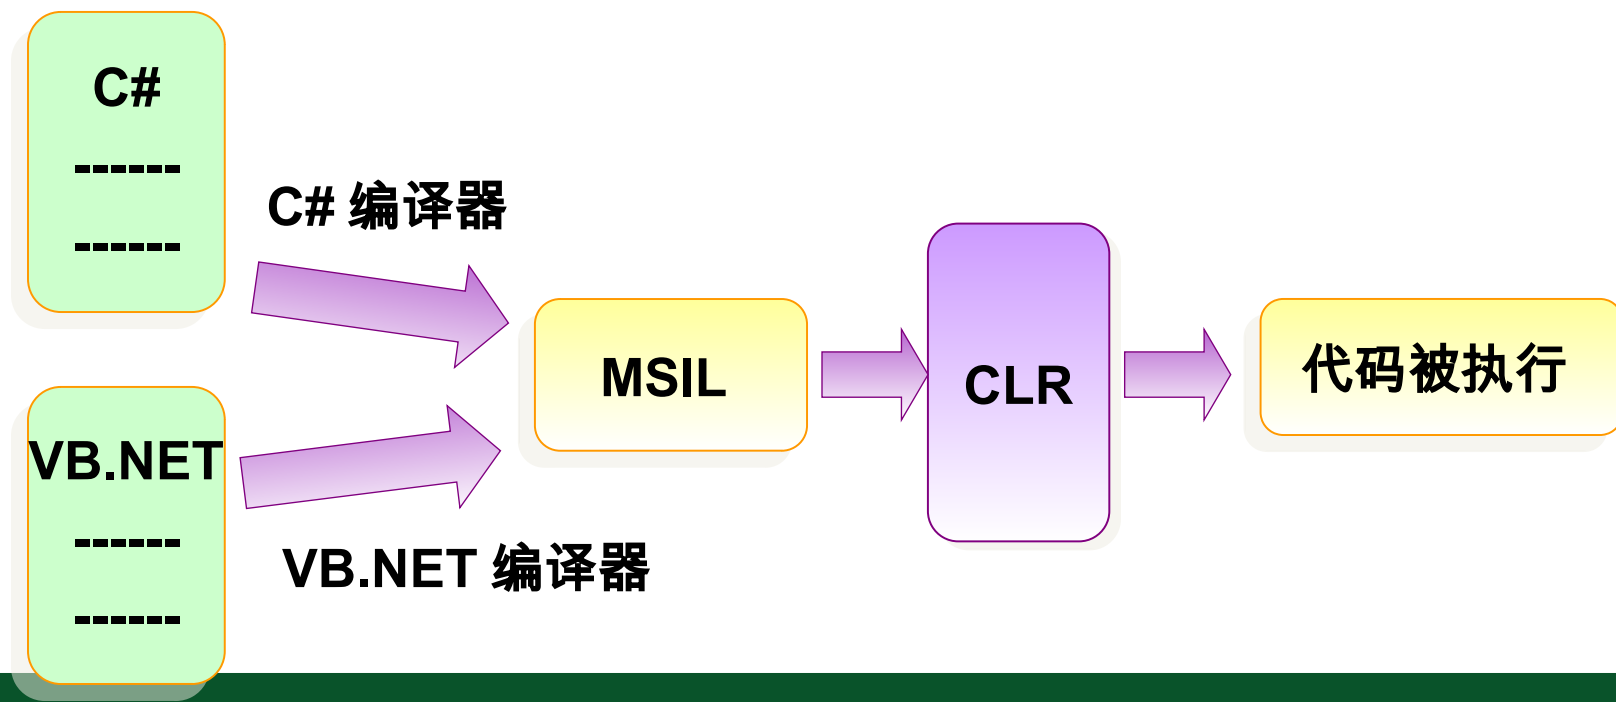 C#
------
------
C# 编译器
VB.NET
------
------
VB.NET 编译器
MSIL
CLR
代码被执行